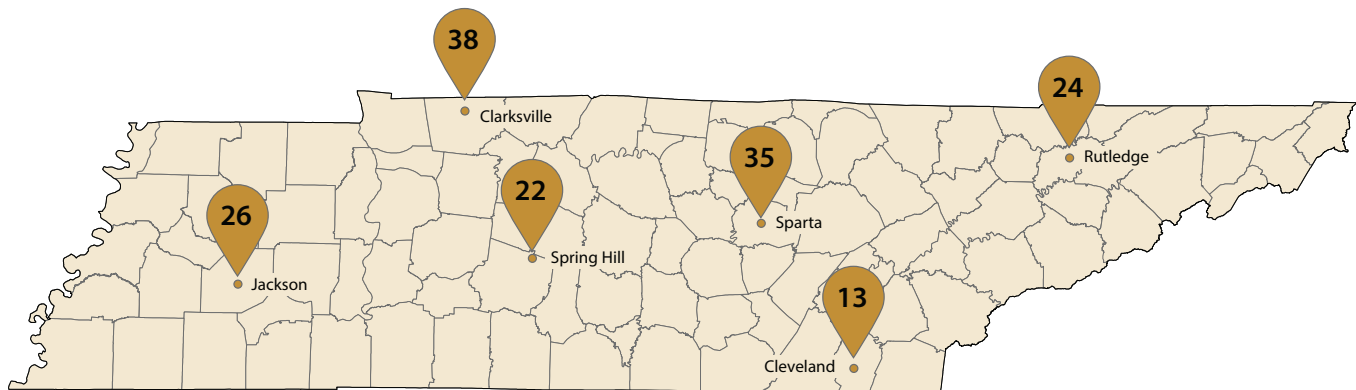 38
Clarksville
24
Rutledge
35
Sparta
22
Spring Hill
26
Jackson
13
Cleveland